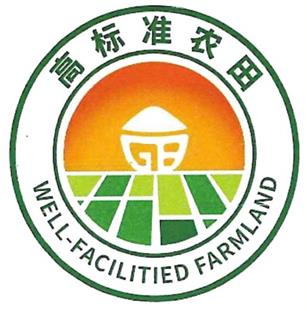 高标准农田
WELL-FACILITIED FARMLAND